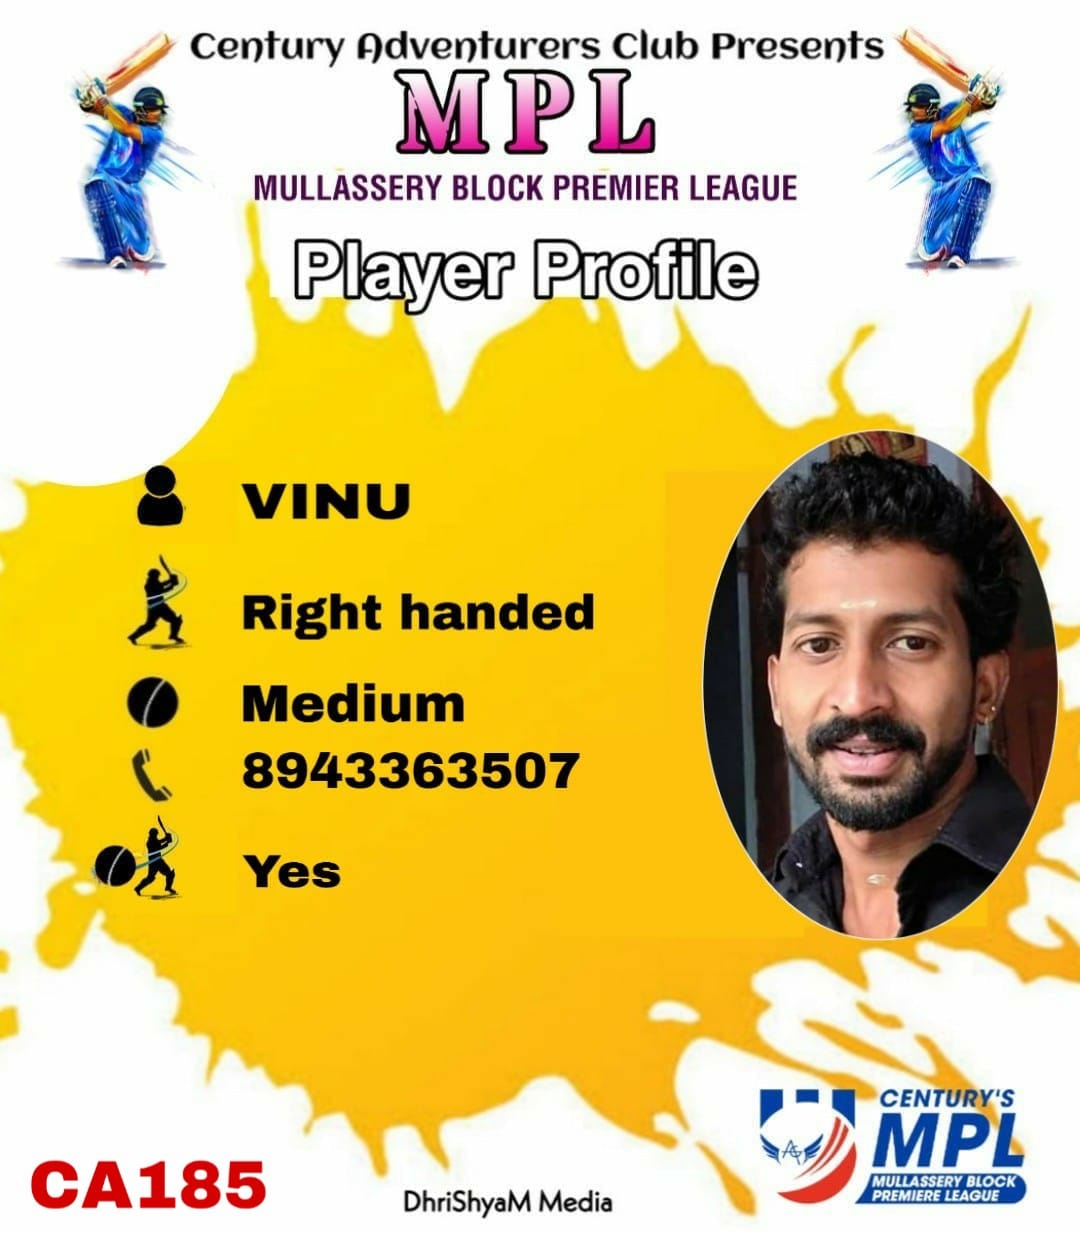 Century Adventurers Club Presents
MPL
MULLASSERY BLOCK PREMIER LEAGUE
Player Profile
VINU
Right handed
Medium
8943363507
Yes
CENTURY'S
MPL
MULLASSERY BLOCK
PREMIERE LEAGUE
CA185
DhriShyaM Media